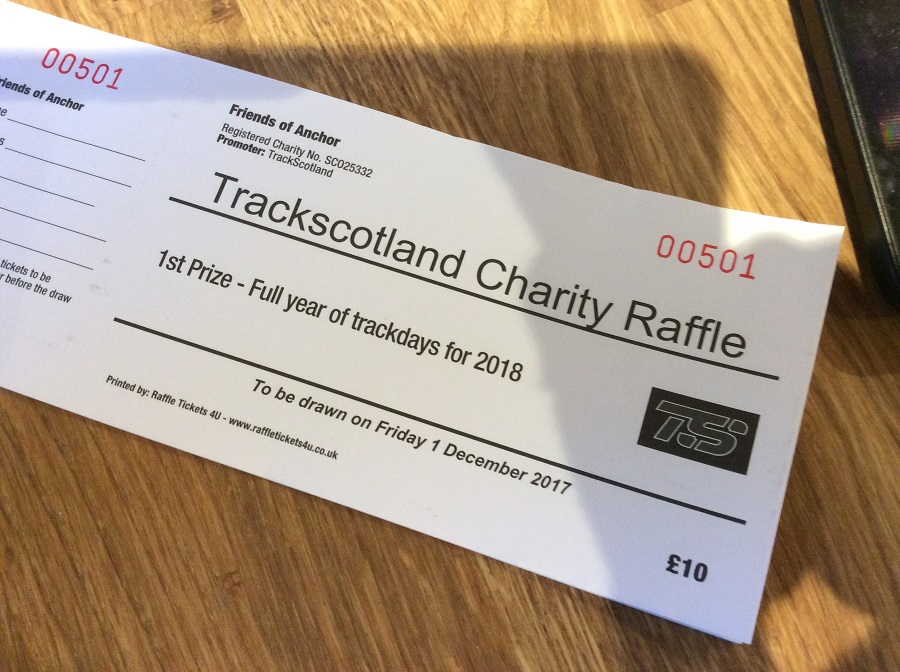 00501
Friends of Anchor
tickets to be
before the draw
Friends of Anchor
Registered Charity No. SC025332
Promoter: TrackScotland
Trackscotland Charity Raffle
00501
1st Prize - Full year of trackdays for 2018
TS
To be drawn on Friday 1 December 2017
Printed by: Raffle Tickets 4U - www.raffletickets4u.co.uk
£10